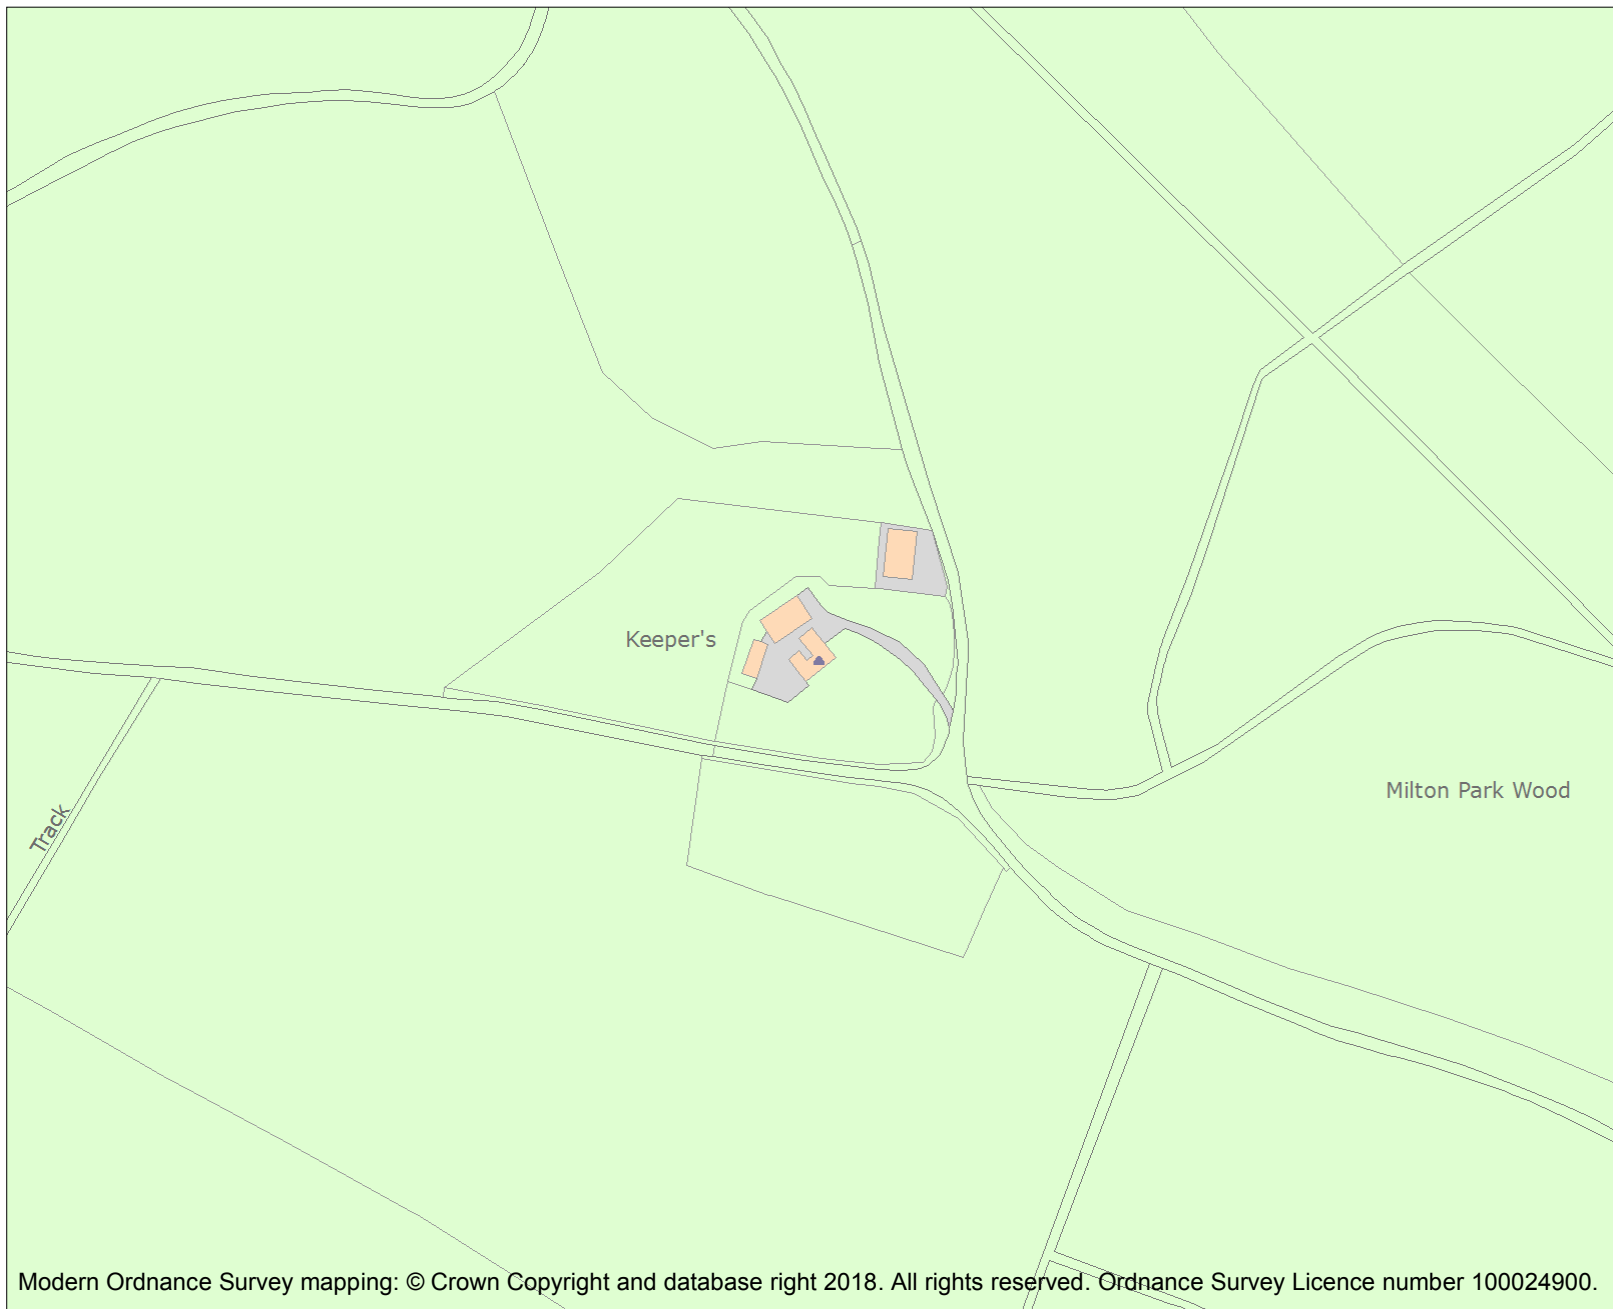 Keeper's
Milton Park Wood
Track
Modern Ordnance Survey mapping: © Crown Copyright and database right 2018. All rights reserved. Ordnance Survey Licence number 100024900.